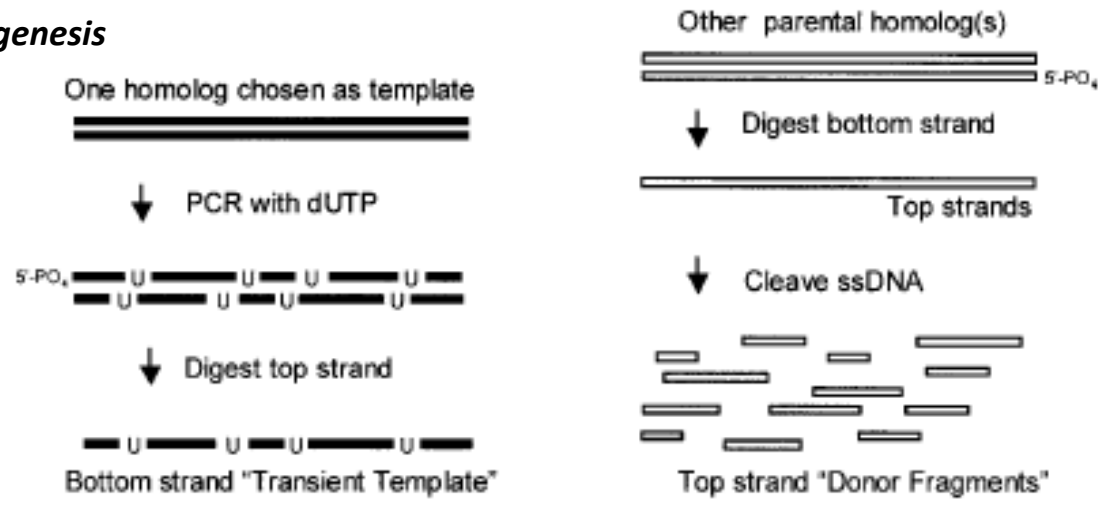 genesis
One homolog chosen as template
PCR with dUTP
5'-PO₄ U U U U
U U U
Digest top strand
U U U U
Bottom strand "Transient Template"
Other parental homolog(s)
5'-PO₄
Digest bottom strand
Top strands
Cleave ssDNA
Top strand "Donor Fragments"